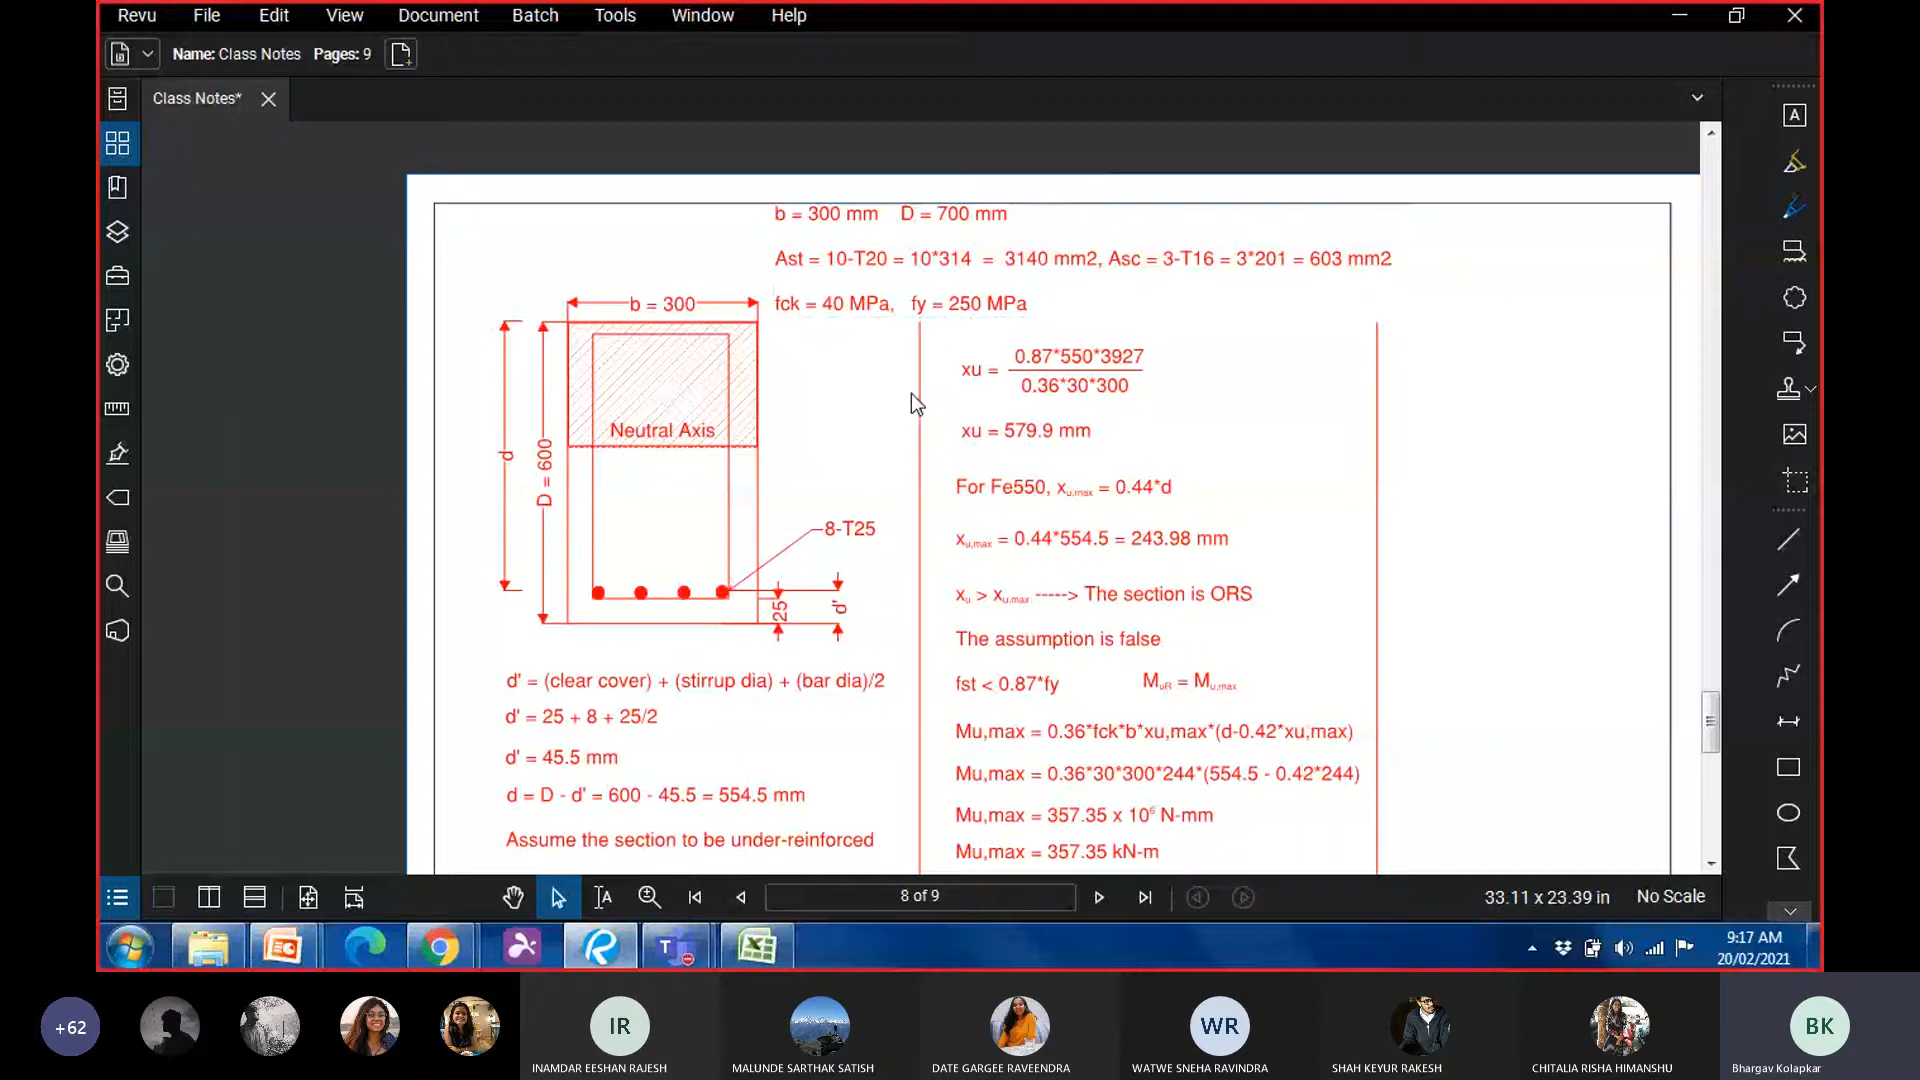 Revu File Edit View Document Batch Tools Window Help
Name: Class Notes Pages: 9
Class Notes*
b = 300 mm D = 700 mm
Ast = 10-T20 = 10*314 = 3140 mm2, Asc = 3-T16 = 3*201 = 603 mm2
fck = 40 MPa, fy = 250 MPa
b = 300
Neutral Axis
d
D = 600
8-T25
25
d'
d' = (clear cover) + (stirrup dia) + (bar dia)/2
d' = 25 + 8 + 25/2
d' = 45.5 mm
d = D - d' = 600 - 45.5 = 554.5 mm
Assume the section to be under-reinforced
xu = 0.87*550*3927
0.36*30*300
xu = 579.9 mm
For Fe550, xu,max = 0.44*d
xu,max = 0.44*554.5 = 243.98 mm
xu > xu,max -----> The section is ORS
The assumption is false
fst < 0.87*fy MuR = Mu,max
Mu,max = 0.36*fck*b*xu,max*(d-0.42*xu,max)
Mu,max = 0.36*30*300*244*(554.5 - 0.42*244)
Mu,max = 357.35 x 10⁶ N-mm
Mu,max = 357.35 kN-m
8 of 9
33.11 x 23.39 in No Scale
9:17 AM
20/02/2021
+62
IR
WR
BK
INAMDAR EESHAN RAJESH
MALUNDE SARTHAK SATISH
DATE GARGEE RAVEENDRA
WATWE SNEHA RAVINDRA
SHAH KEYUR RAKESH
CHITALIA RISHA HIMANSHU
Bhargav Kolapkar